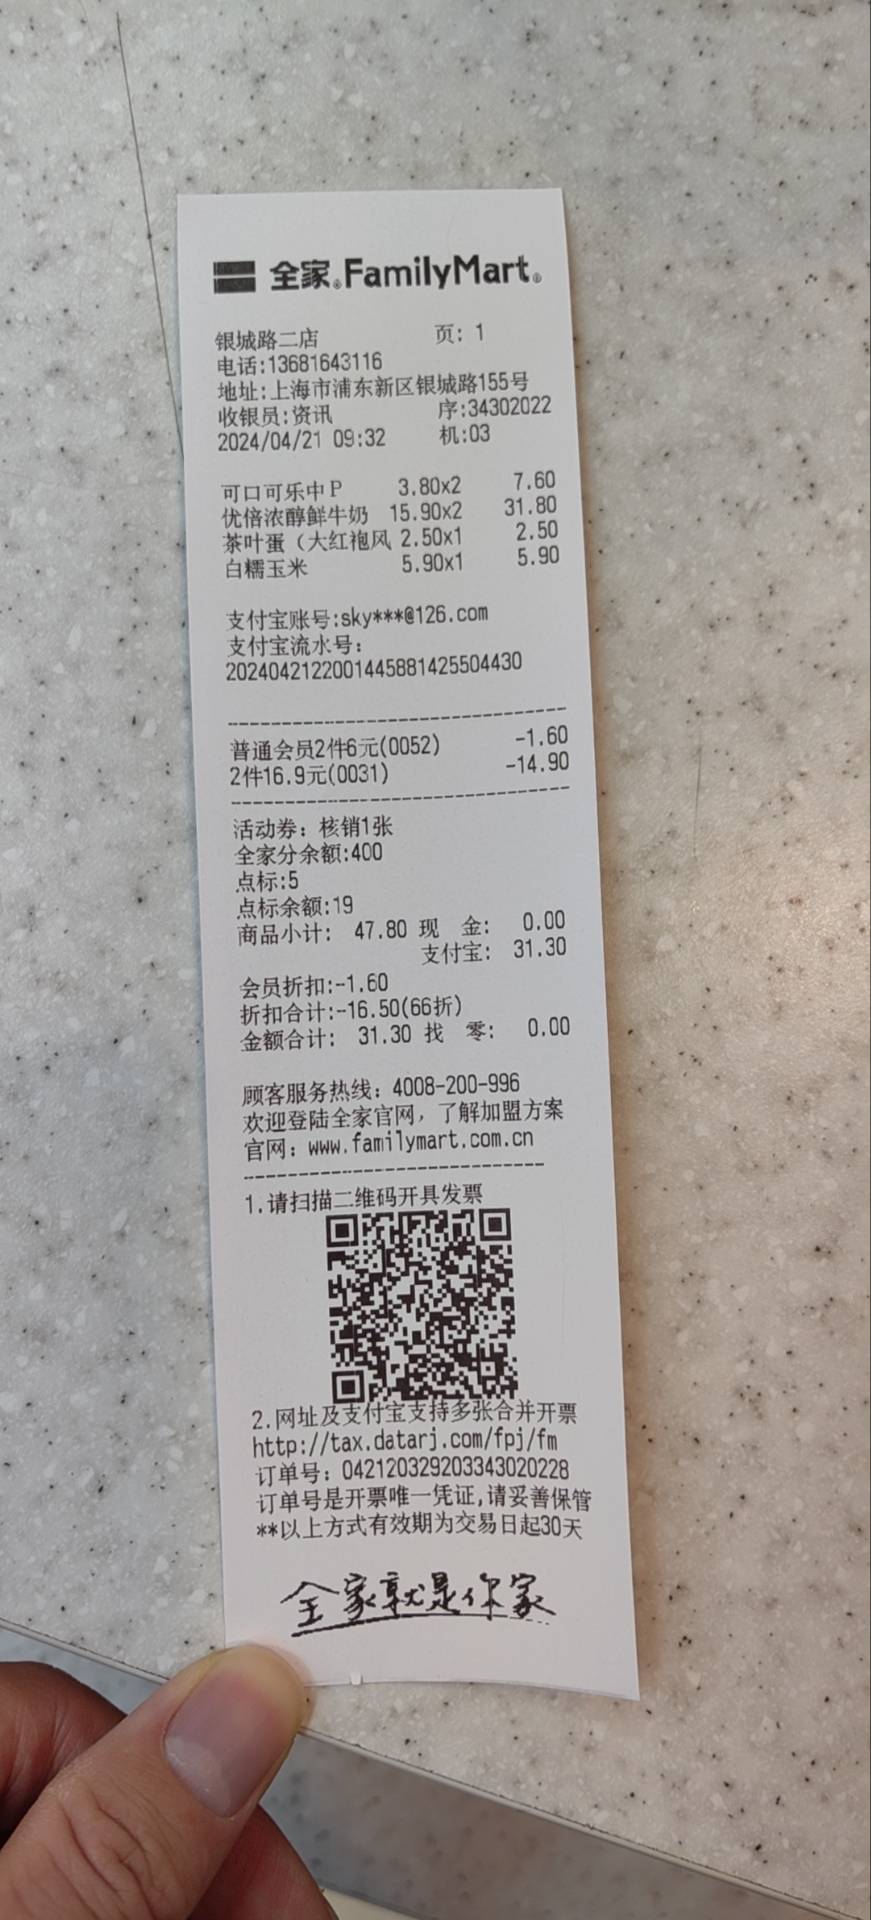 全家®FamilyMart®
银城路二店 页: 1
电话:13681643116
地址:上海市浦东新区银城路155号
收银员:资讯 序:34302022
2024/04/21 09:32 机:03
可口可乐中P 3.80x2 7.60
优倍浓醇鲜牛奶 15.90x2 31.80
茶叶蛋（大红袍风 2.50x1 2.50
白糯玉米 5.90x1 5.90
支付宝账号:sky***@126.com
支付宝流水号:
2024042122001445881425504430
普通会员2件6元(0052) -1.60
2件16.9元(0031) -14.90
活动券: 核销1张
全家分余额:400
点标:5
点标余额:19
商品小计: 47.80 现 金: 0.00
支付宝: 31.30
会员折扣:-1.60
折扣合计:-16.50(66折)
金额合计: 31.30 找 零: 0.00
顾客服务热线: 4008-200-996
欢迎登陆全家官网，了解加盟方案
官网: www.familymart.com.cn
1.请扫描二维码开具发票
2.网址及支付宝支持多张合并开票
http://tax.datarj.com/fpj/fm
订单号: 042120329203343020228
订单号是开票唯一凭证,请妥善保管
**以上方式有效期为交易日起30天
全家就是你家